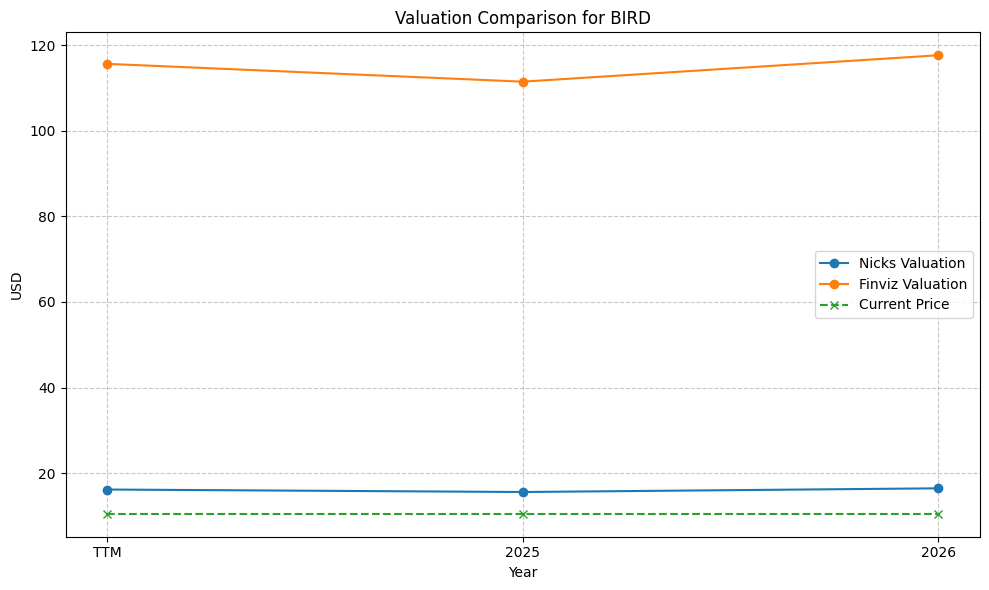 Valuation Comparison for BIRD
120
100
80
60
40
20
USD
Nicks Valuation
Finviz Valuation
Current Price
TTM
2025
2026
Year